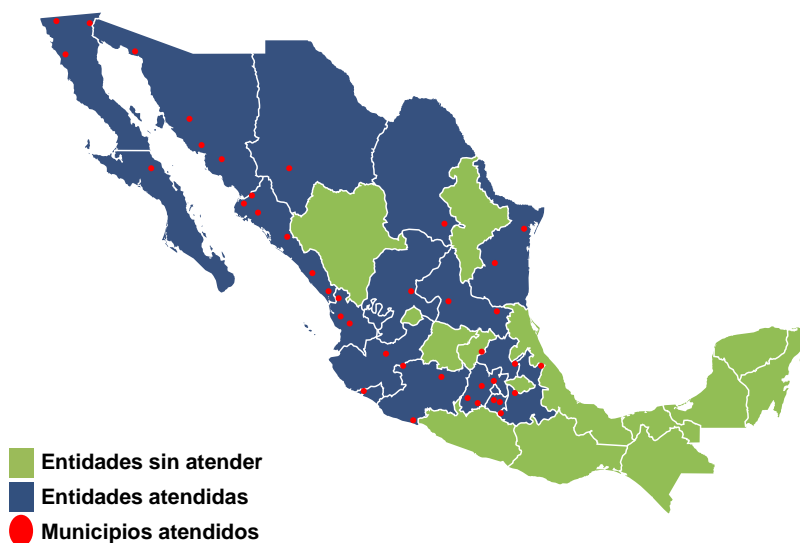 Entidades sin atender
Entidades atendidas
Municipios atendidos